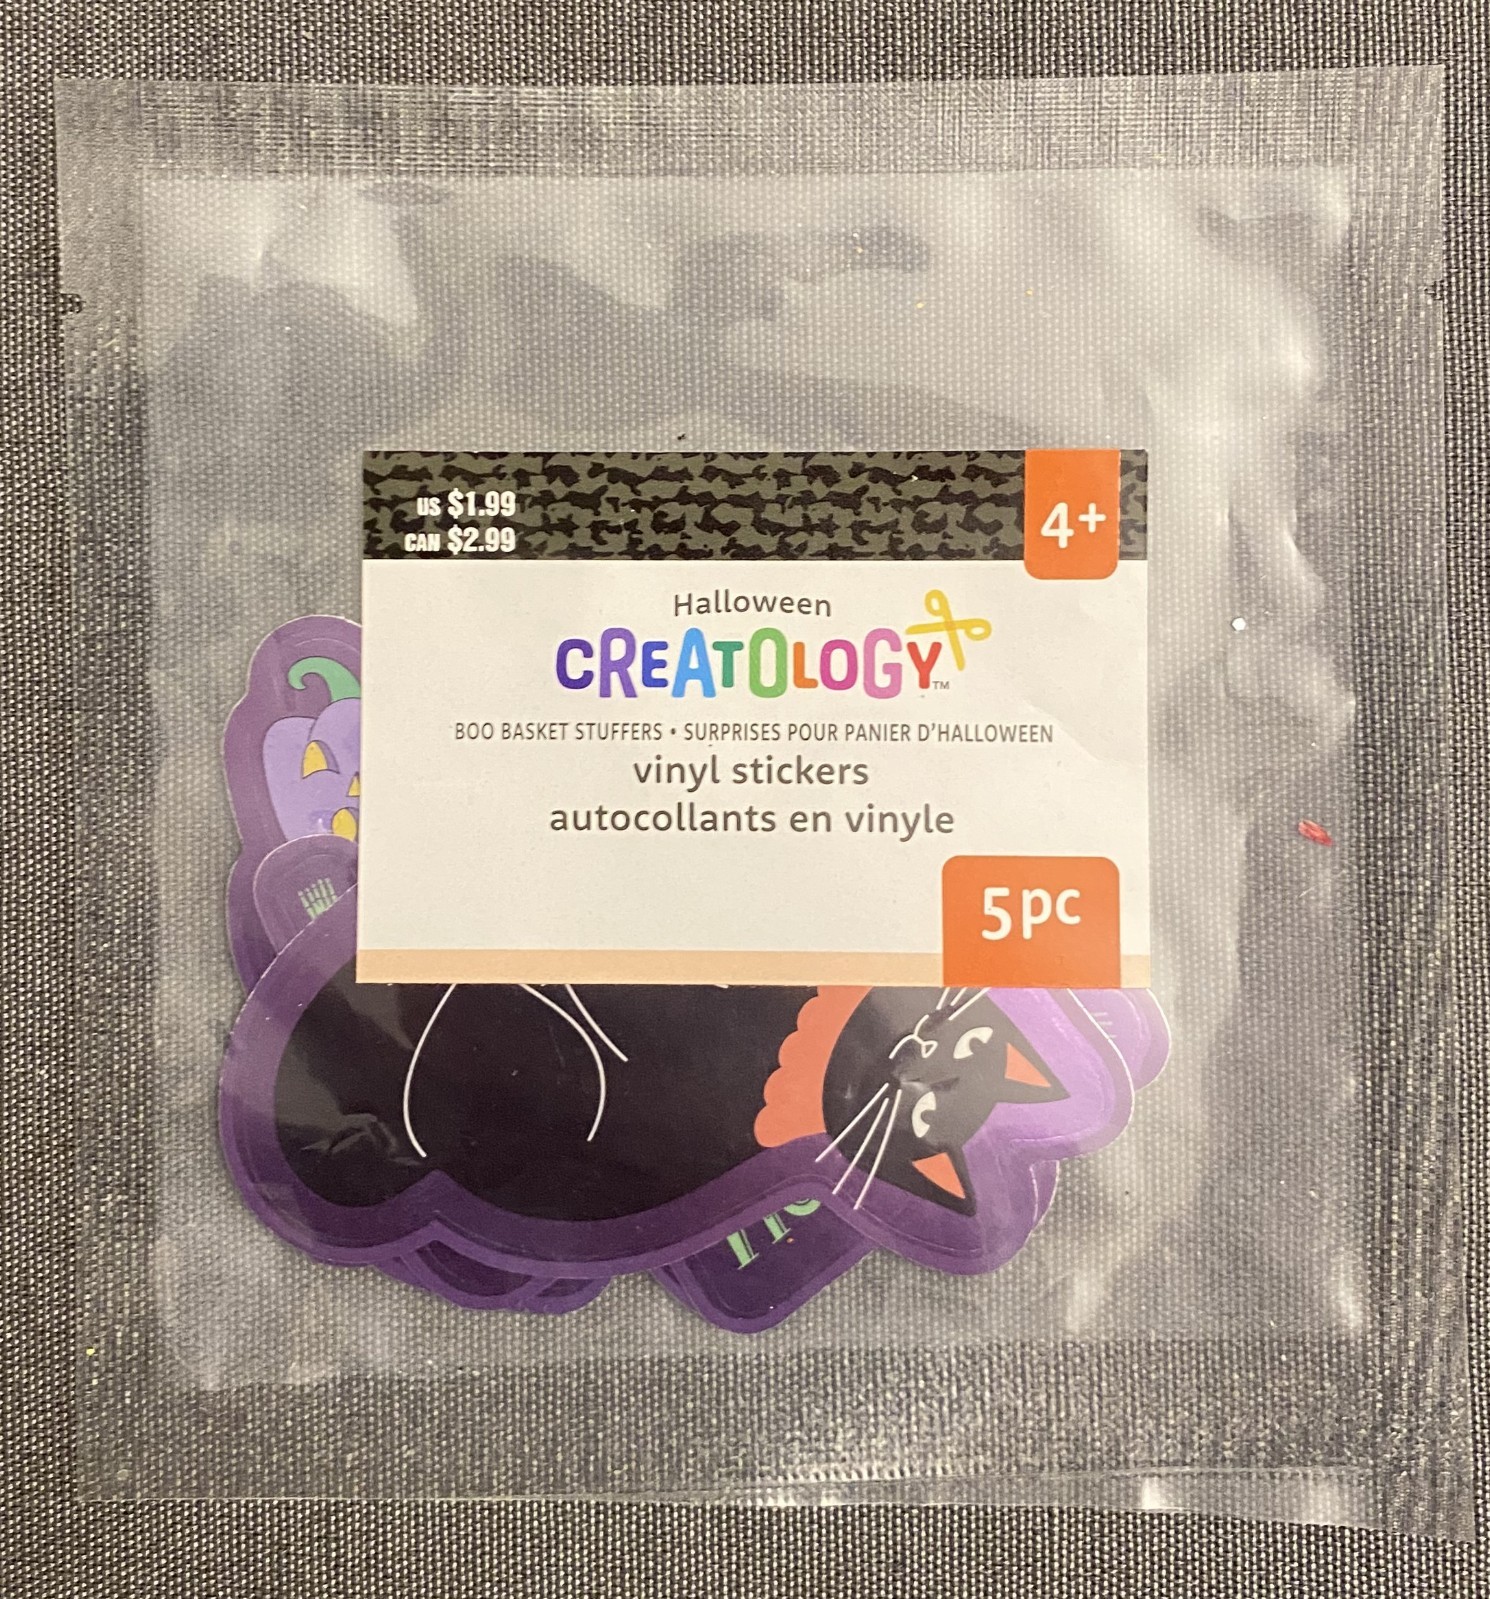 US $1.99
CAN $2.99
4+
Halloween
CREATOLOGY™
BOO BASKET STUFFERS • SURPRISES POUR PANIER D'HALLOWEEN
vinyl stickers
autocollants en vinyle
5pc